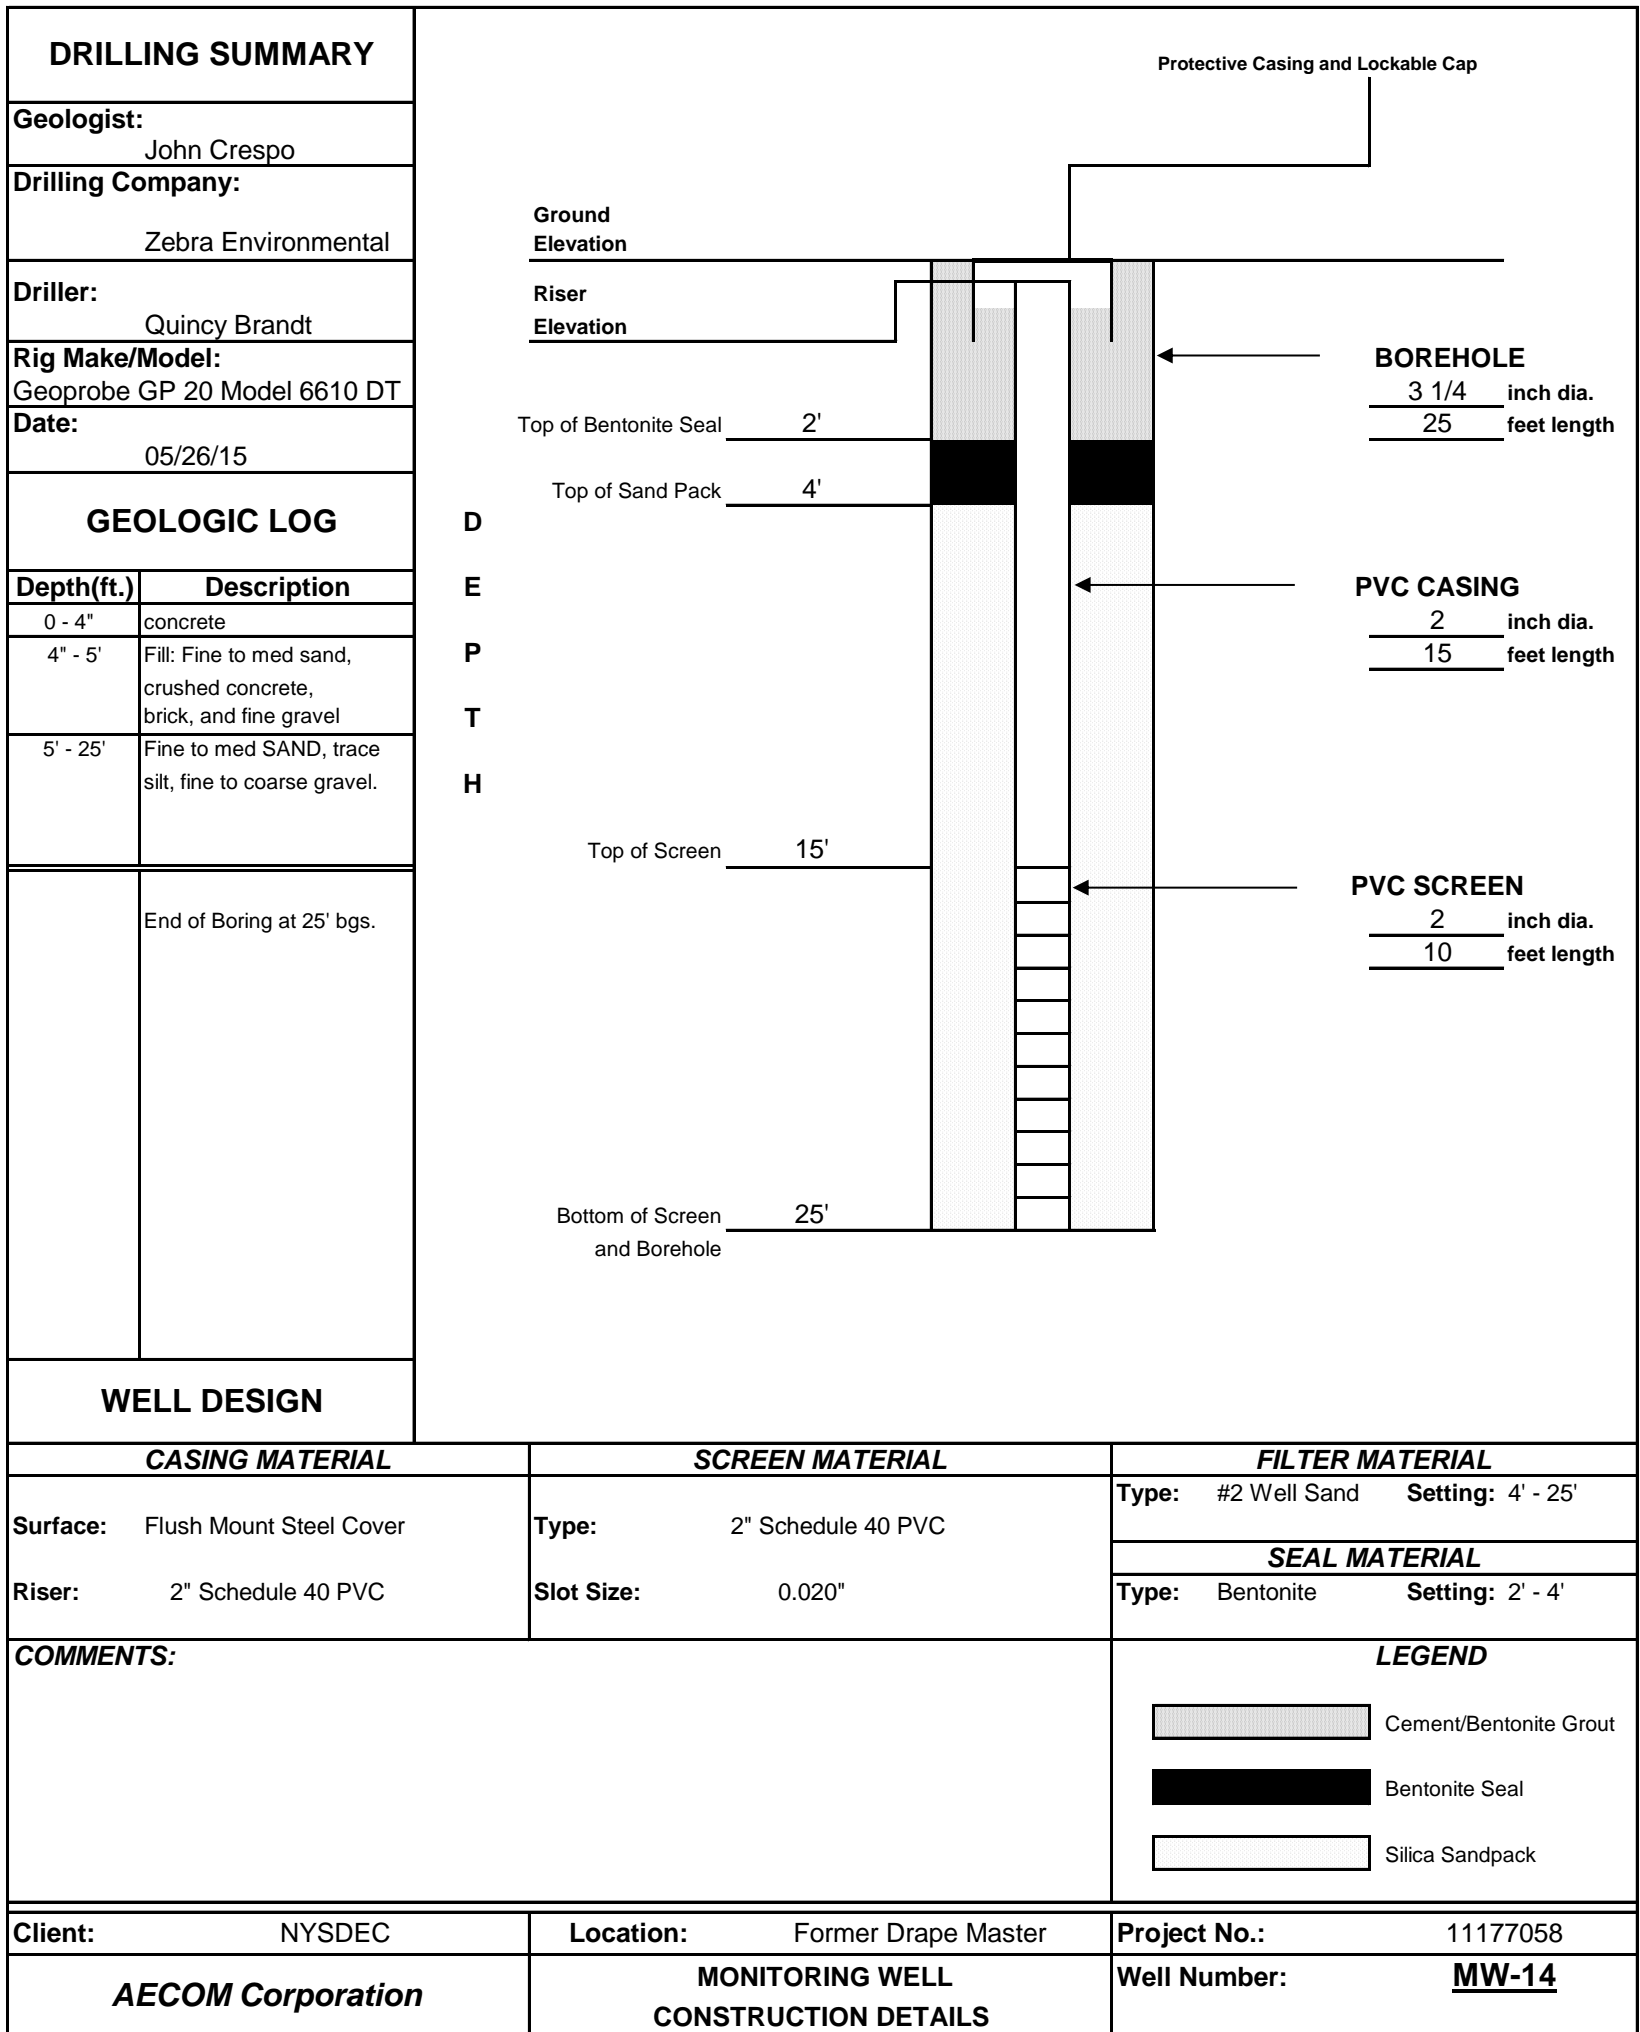 DRILLING SUMMARY
Geologist:
John Crespo
Drilling Company:
Zebra Environmental
Driller:
Quincy Brandt
Rig Make/Model:
Geoprobe GP 20 Model 6610 DT
Date:
05/26/15
GEOLOGIC LOG
Depth(ft.) Description
0 - 4" concrete
4" - 5' Fill: Fine to med sand,
crushed concrete,
brick, and fine gravel
5' - 25' Fine to med SAND, trace
silt, fine to coarse gravel.
End of Boring at 25' bgs.
WELL DESIGN
Protective Casing and Lockable Cap
Ground
Elevation
Riser
Elevation
Top of Bentonite Seal 2'
Top of Sand Pack 4'
D
E
P
T
H
Top of Screen 15'
Bottom of Screen 25'
and Borehole
BOREHOLE
3 1/4 inch dia.
25 feet length
PVC CASING
2 inch dia.
15 feet length
PVC SCREEN
2 inch dia.
10 feet length
CASING MATERIAL
Surface: Flush Mount Steel Cover
Riser: 2" Schedule 40 PVC
SCREEN MATERIAL
Type: 2" Schedule 40 PVC
Slot Size: 0.020"
FILTER MATERIAL
Type: #2 Well Sand Setting: 4' - 25'
SEAL MATERIAL
Type: Bentonite Setting: 2' - 4'
COMMENTS:
LEGEND
Cement/Bentonite Grout
Bentonite Seal
Silica Sandpack
Client: NYSDEC
Location: Former Drape Master
Project No.: 11177058
AECOM Corporation
MONITORING WELL
CONSTRUCTION DETAILS
Well Number: MW-14